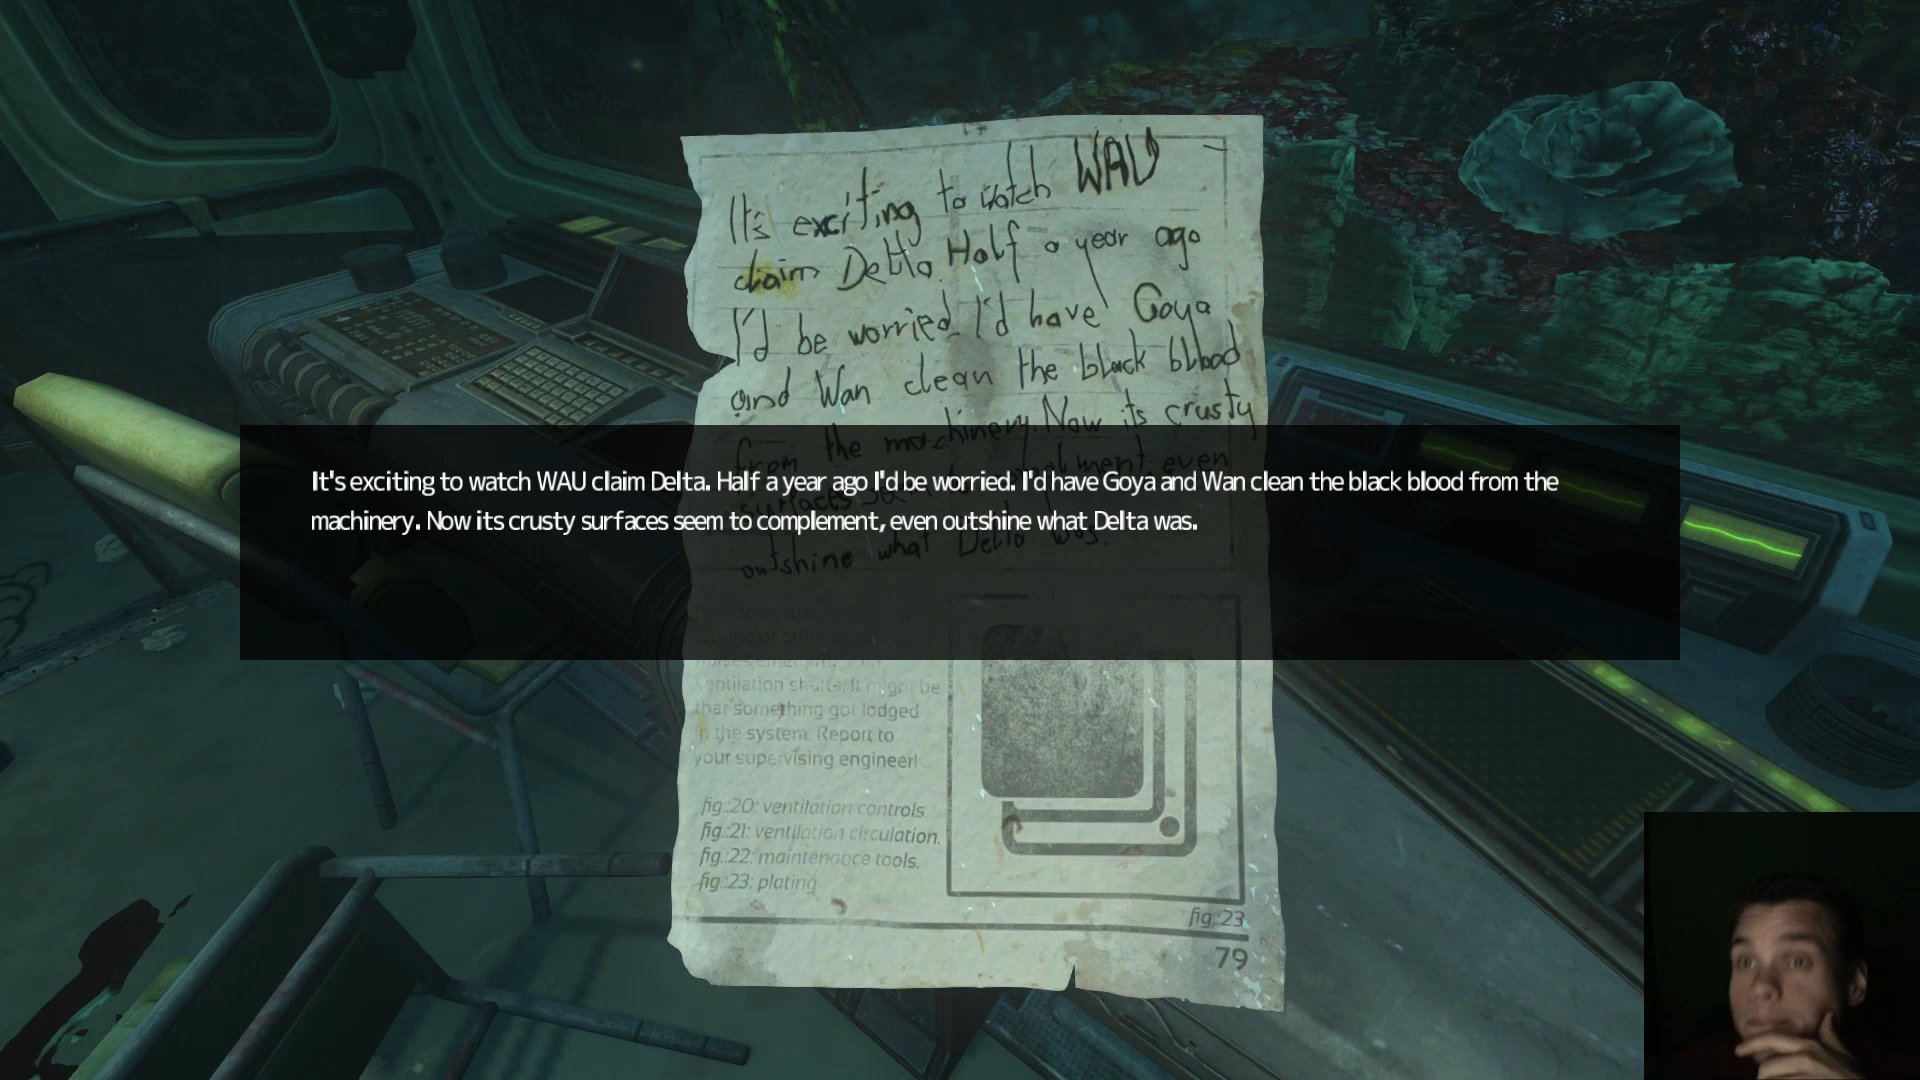 It's exciting to watch WAU
claim Delta. Half a year ago
I'd be worried. I'd have Goya
and Wan clean the black blood
from the machinery. Now its crusty
It's exciting to watch WAU claim Delta. Half a year ago I'd be worried. I'd have Goya and Wan clean the black blood from the
machinery. Now its crusty surfaces seem to complement, even outshine what Delta was.
outshine what Delta was.
noises emerging from
ventilation shafts. It might be
that something got lodged
in the system. Report to
your supervising engineer!
fig.:20: ventilation controls
fig.:21: ventilation circulation.
fig.:22: maintenance tools.
fig.:23: plating
fig.:23
79